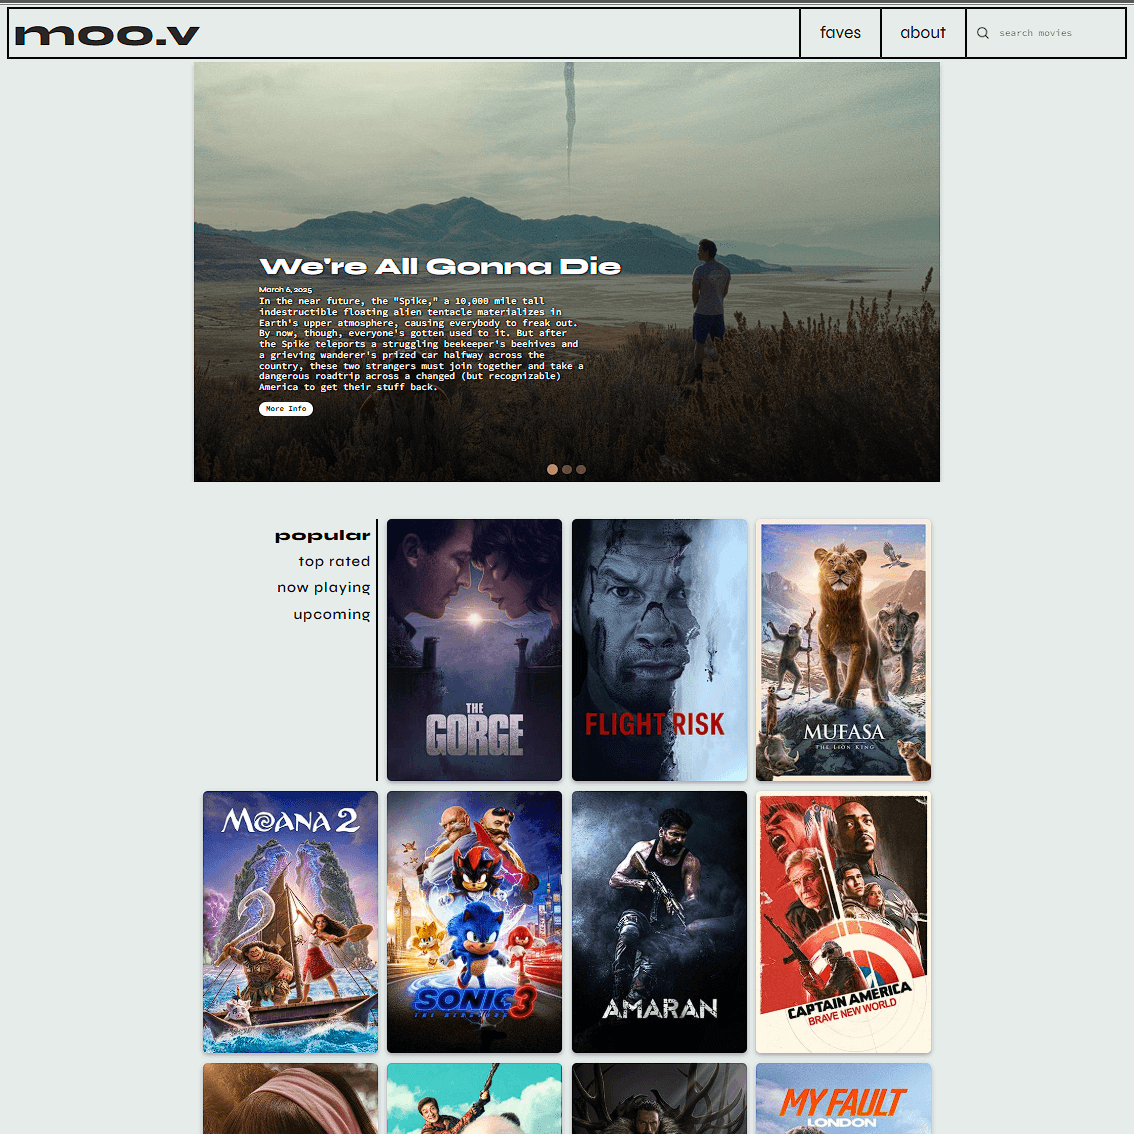 moo.v
faves
about
search movies
We're All Gonna Die
March 6, 2025
In the near future, the "Spike," a 10,000 mile tall
indestructible floating alien tentacle materializes in
Earth's upper atmosphere, causing everybody to freak out.
By now, though, everyone's gotten used to it. But after
the Spike teleports a struggling beekeeper's beehives and
a grieving wanderer's prized car halfway across the
country, these two strangers must join together and take a
dangerous roadtrip across a changed (but recognizable)
America to get their stuff back.
More Info
popular
top rated
now playing
upcoming
THE
GORGE
FLIGHT RISK
MUFASA
THE LION KING
MOANA 2
SONIC 3
THE HEDGEHOG
AMARAN
CAPTAIN AMERICA
BRAVE NEW WORLD
MY FAULT
LONDON